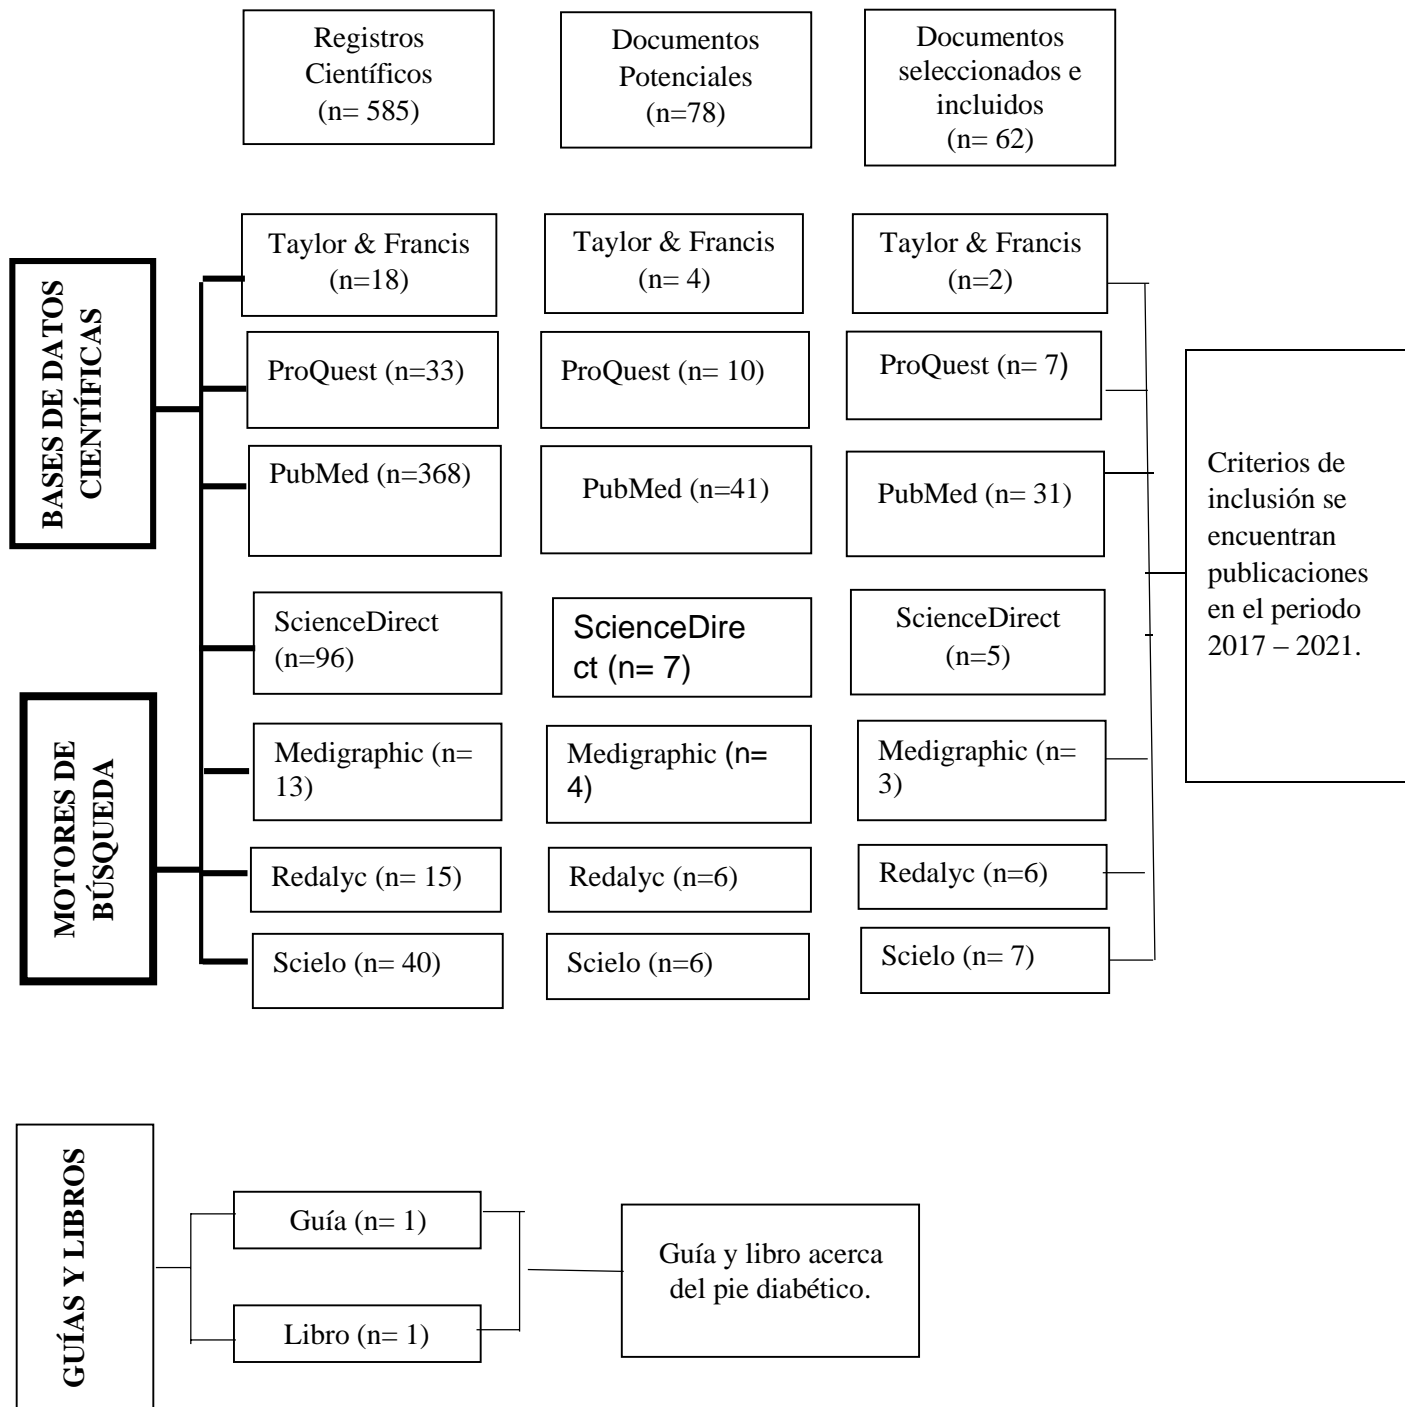 Registros
Científicos
(n= 585)
Documentos
Potenciales
(n=78)
Documentos
seleccionados e
incluidos
(n= 62)
BASES DE DATOS
CIENTÍFICAS
Taylor & Francis
(n=18)
Taylor & Francis
(n= 4)
Taylor & Francis
(n=2)
ProQuest (n=33)
ProQuest (n= 10)
ProQuest (n= 7)
PubMed (n=368)
PubMed (n=41)
PubMed (n= 31)
ScienceDirect
(n=96)
ScienceDire
ct (n= 7)
ScienceDirect
(n=5)
MOTORES DE
BÚSQUEDA
Medigraphic (n=
13)
Medigraphic (n=
4)
Medigraphic (n=
3)
Redalyc (n= 15)
Redalyc (n=6)
Redalyc (n=6)
Scielo (n= 40)
Scielo (n=6)
Scielo (n= 7)
Criterios de
inclusión se
encuentran
publicaciones
en el periodo
2017 – 2021.
GUÍAS Y LIBROS
Guía (n= 1)
Libro (n= 1)
Guía y libro acerca
del pie diabético.